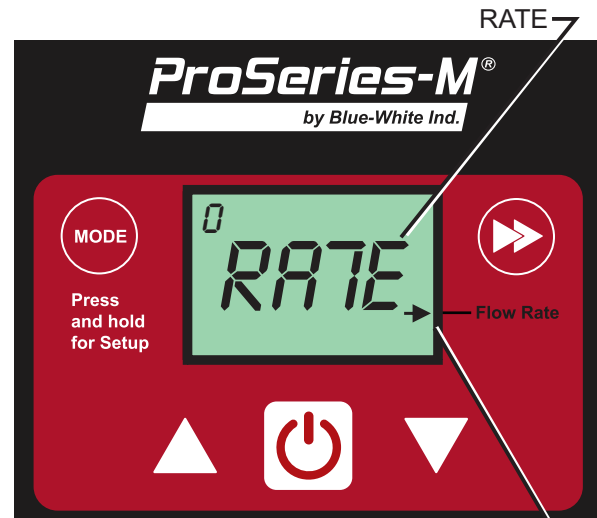 RATE
ProSeries-M®
by Blue-White Ind.
MODE
Press
and hold
for Setup
0
RATE
Flow Rate